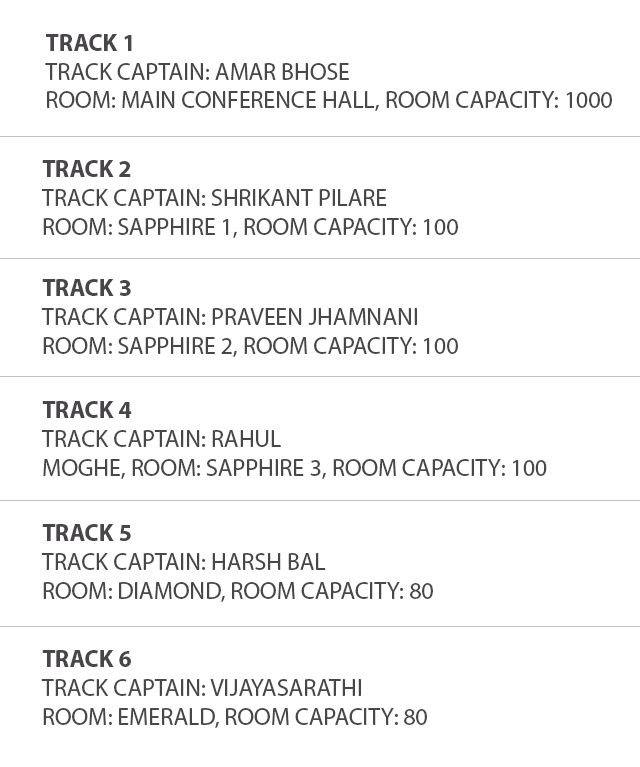 TRACK 1
TRACK CAPTAIN: AMAR BHOSE
ROOM: MAIN CONFERENCE HALL, ROOM CAPACITY: 1000
TRACK 2
TRACK CAPTAIN: SHRIKANT PILARE
ROOM: SAPPHIRE 1, ROOM CAPACITY: 100
TRACK 3
TRACK CAPTAIN: PRAVEEN JHAMNANI
ROOM: SAPPHIRE 2, ROOM CAPACITY: 100
TRACK 4
TRACK CAPTAIN: RAHUL
MOGHE, ROOM: SAPPHIRE 3, ROOM CAPACITY: 100
TRACK 5
TRACK CAPTAIN: HARSH BAL
ROOM: DIAMOND, ROOM CAPACITY: 80
TRACK 6
TRACK CAPTAIN: VIJAYASARATHI
ROOM: EMERALD, ROOM CAPACITY: 80